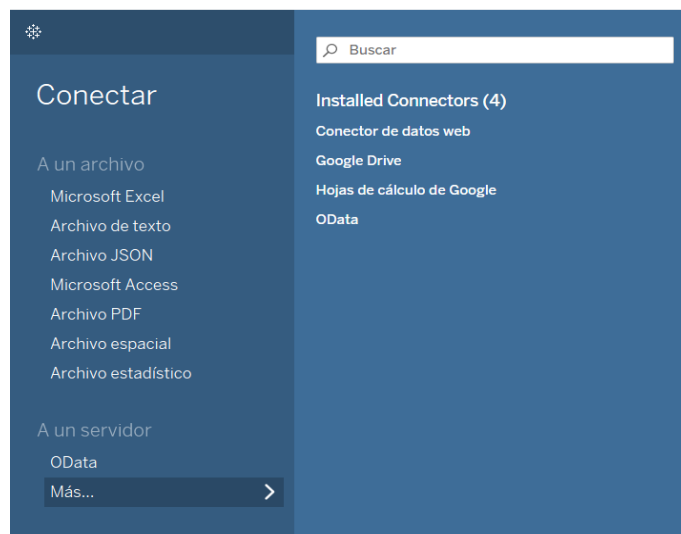 Conectar
A un archivo
Microsoft Excel
Archivo de texto
Archivo JSON
Microsoft Access
Archivo PDF
Archivo espacial
Archivo estadístico
A un servidor
OData
Más...
Buscar
Installed Connectors (4)
Conector de datos web
Google Drive
Hojas de cálculo de Google
OData